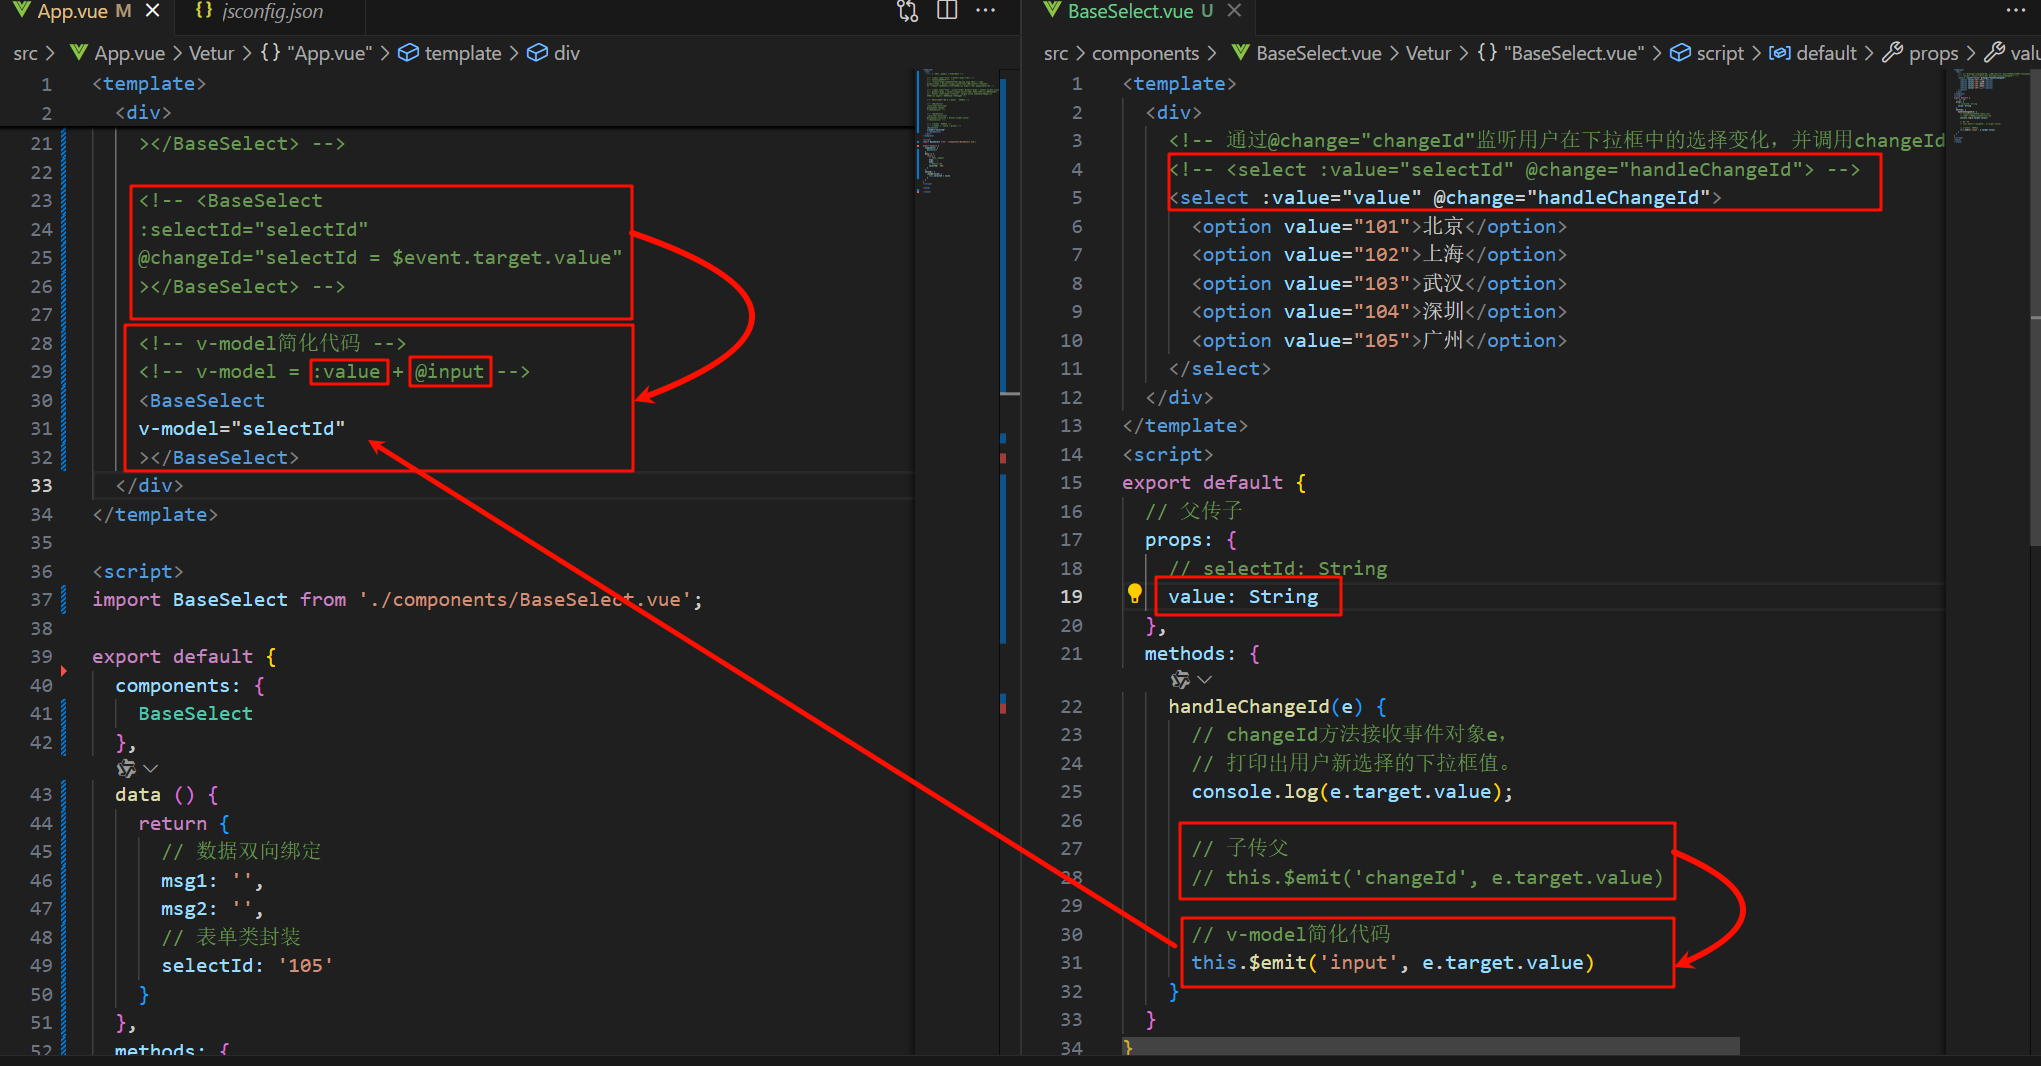 App.vue M
jsconfig.json
src > App.vue > Vetur > {} "App.vue" > template > div
1 <template>
2 <div>
21 ></BaseSelect> -->
22
23 <!-- <BaseSelect
24 :selectId="selectId"
25 @changeId="selectId = $event.target.value"
26 ></BaseSelect> -->
27
28 <!-- v-model简化代码 -->
29 <!-- v-model = :value + @input -->
30 <BaseSelect
31 v-model="selectId"
32 ></BaseSelect>
33 </div>
34 </template>
35
36 <script>
37 import BaseSelect from './components/BaseSelect.vue';
38
39 export default {
40 components: {
41 BaseSelect
42 },
43 data () {
44 return {
45 // 数据双向绑定
46 msg1: '',
47 msg2: '',
48 // 表单类封装
49 selectId: '105'
50 }
51 },
52 methods: {
BaseSelect.vue U
src > components > BaseSelect.vue > Vetur > {} "BaseSelect.vue" > script > default > props > valu
1 <template>
2 <div>
3 <!-- 通过@change="changeId"监听用户在下拉框中的选择变化，并调用changeId
4 <!-- <select :value="selectId" @change="handleChangeId"> -->
5 <select :value="value" @change="handleChangeId">
6 <option value="101">北京</option>
7 <option value="102">上海</option>
8 <option value="103">武汉</option>
9 <option value="104">深圳</option>
10 <option value="105">广州</option>
11 </select>
12 </div>
13 </template>
14 <script>
15 export default {
16 // 父传子
17 props: {
18 // selectId: String
19 value: String
20 },
21 methods: {
22 handleChangeId(e) {
23 // changeId方法接收事件对象e，
24 // 打印出用户新选择的下拉框值。
25 console.log(e.target.value);
26
27 // 子传父
28 // this.$emit('changeId', e.target.value)
29
30 // v-model简化代码
31 this.$emit('input', e.target.value)
32 }
33 }
34 }